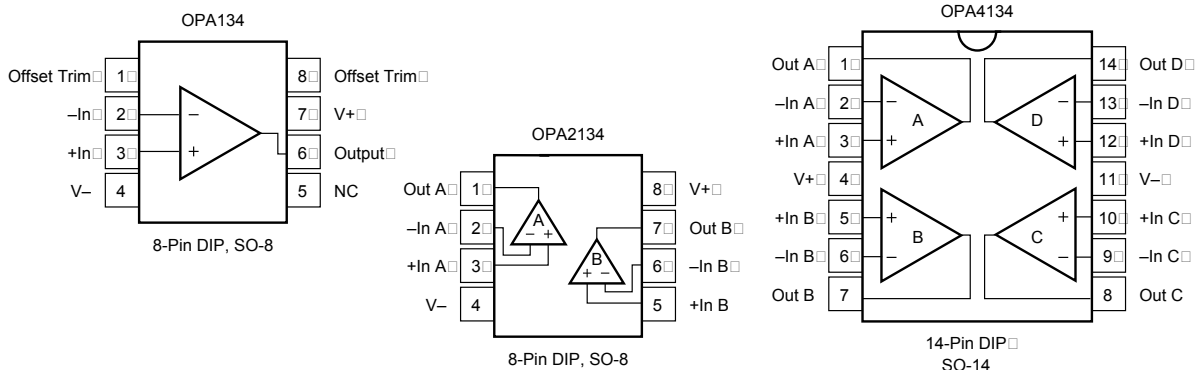 OPA134
Offset Trim 1
–In 2
+In 3
V– 4
8 Offset Trim
7 V+
6 Output
5 NC
– +
8-Pin DIP, SO-8
OPA2134
Out A 1
–In A 2
+In A 3
V– 4
8 V+
7 Out B
6 –In B
5 +In B
A
– +
B
+ –
8-Pin DIP, SO-8
OPA4134
Out A 1
–In A 2
+In A 3
V+ 4
+In B 5
–In B 6
Out B 7
14 Out D
13 –In D
12 +In D
11 V–
10 +In C
9 –In C
8 Out C
– A +
– D +
+ B –
+ C –
14-Pin DIP
SO-14